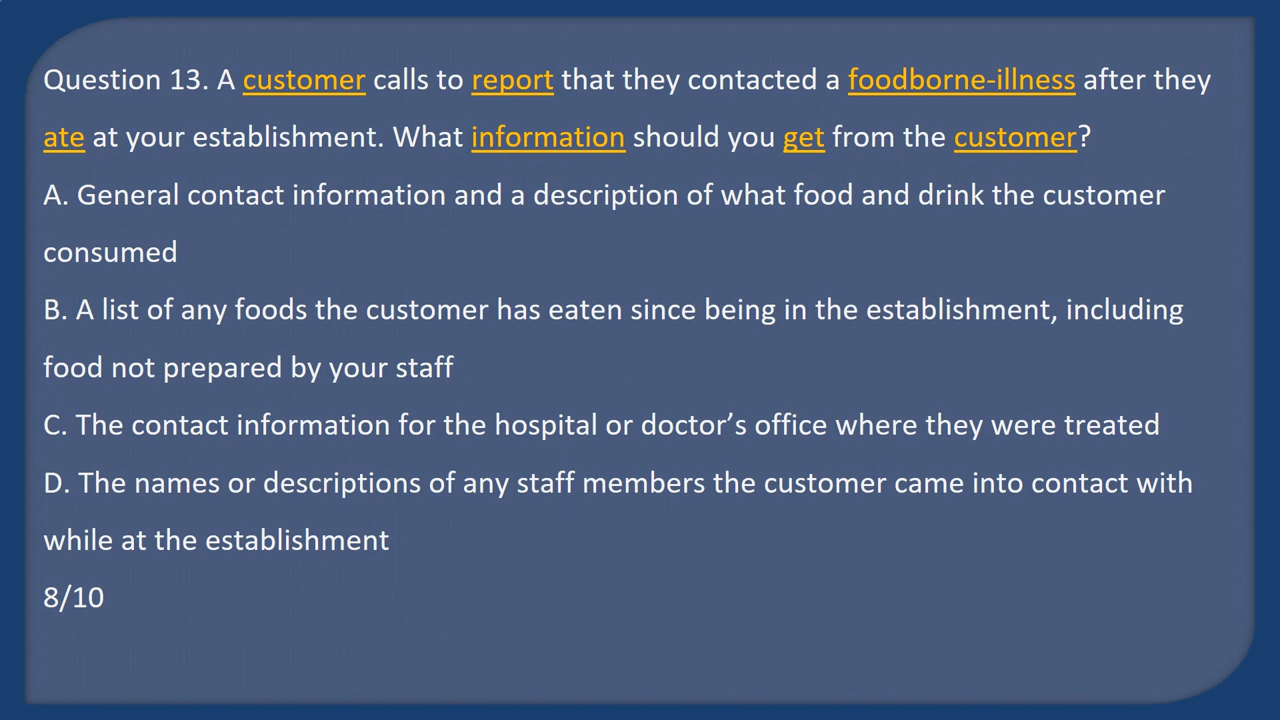 Question 13. A customer calls to report that they contacted a foodborne-illness after they
ate at your establishment. What information should you get from the customer?
A. General contact information and a description of what food and drink the customer
consumed
B. A list of any foods the customer has eaten since being in the establishment, including
food not prepared by your staff
C. The contact information for the hospital or doctor’s office where they were treated
D. The names or descriptions of any staff members the customer came into contact with
while at the establishment
8/10